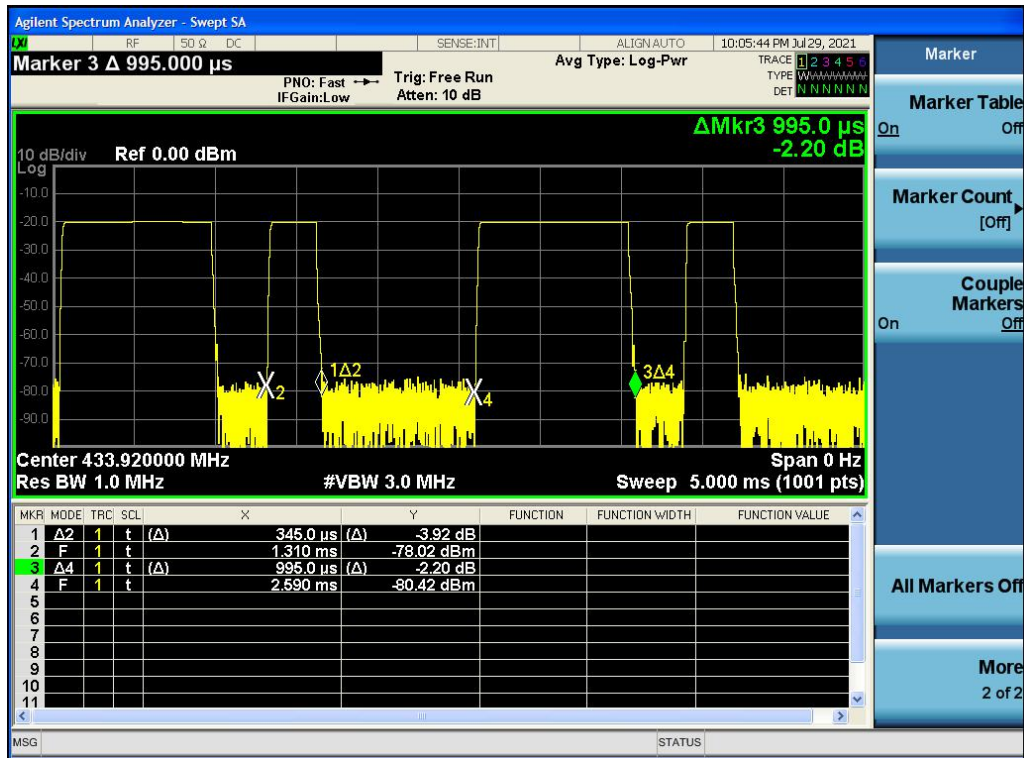 Agilent Spectrum Analyzer - Swept SA
LXI RF 50 Ω DC SENSE:INT ALIGN AUTO 10:05:44 PM Jul 29, 2021
Marker 3 Δ 995.000 µs
PNO: Fast
IFGain:Low
Trig: Free Run
Atten: 10 dB
Avg Type: Log-Pwr
TRACE 1 2 3 4 5 6
TYPE WWWWWW
DET N N N N N N
ΔMkr3 995.0 µs
-2.20 dB
10 dB/div Ref 0.00 dBm
Log
-10.0
-20.0
-30.0
-40.0
-50.0
-60.0
-70.0
-80.0
-90.0
1Δ2
2
3Δ4
4
Center 433.920000 MHz Span 0 Hz
Res BW 1.0 MHz #VBW 3.0 MHz Sweep 5.000 ms (1001 pts)
MKR MODE TRC SCL X Y FUNCTION FUNCTION WIDTH FUNCTION VALUE
1 Δ2 1 t (Δ) 345.0 µs (Δ) -3.92 dB
2 F 1 t 1.310 ms -78.02 dBm
3 Δ4 1 t (Δ) 995.0 µs (Δ) -2.20 dB
4 F 1 t 2.590 ms -80.42 dBm
5
6
7
8
9
10
11
MSG STATUS
Marker
Marker Table
On Off
Marker Count
[Off]
Couple
Markers
On Off
All Markers Off
More
2 of 2